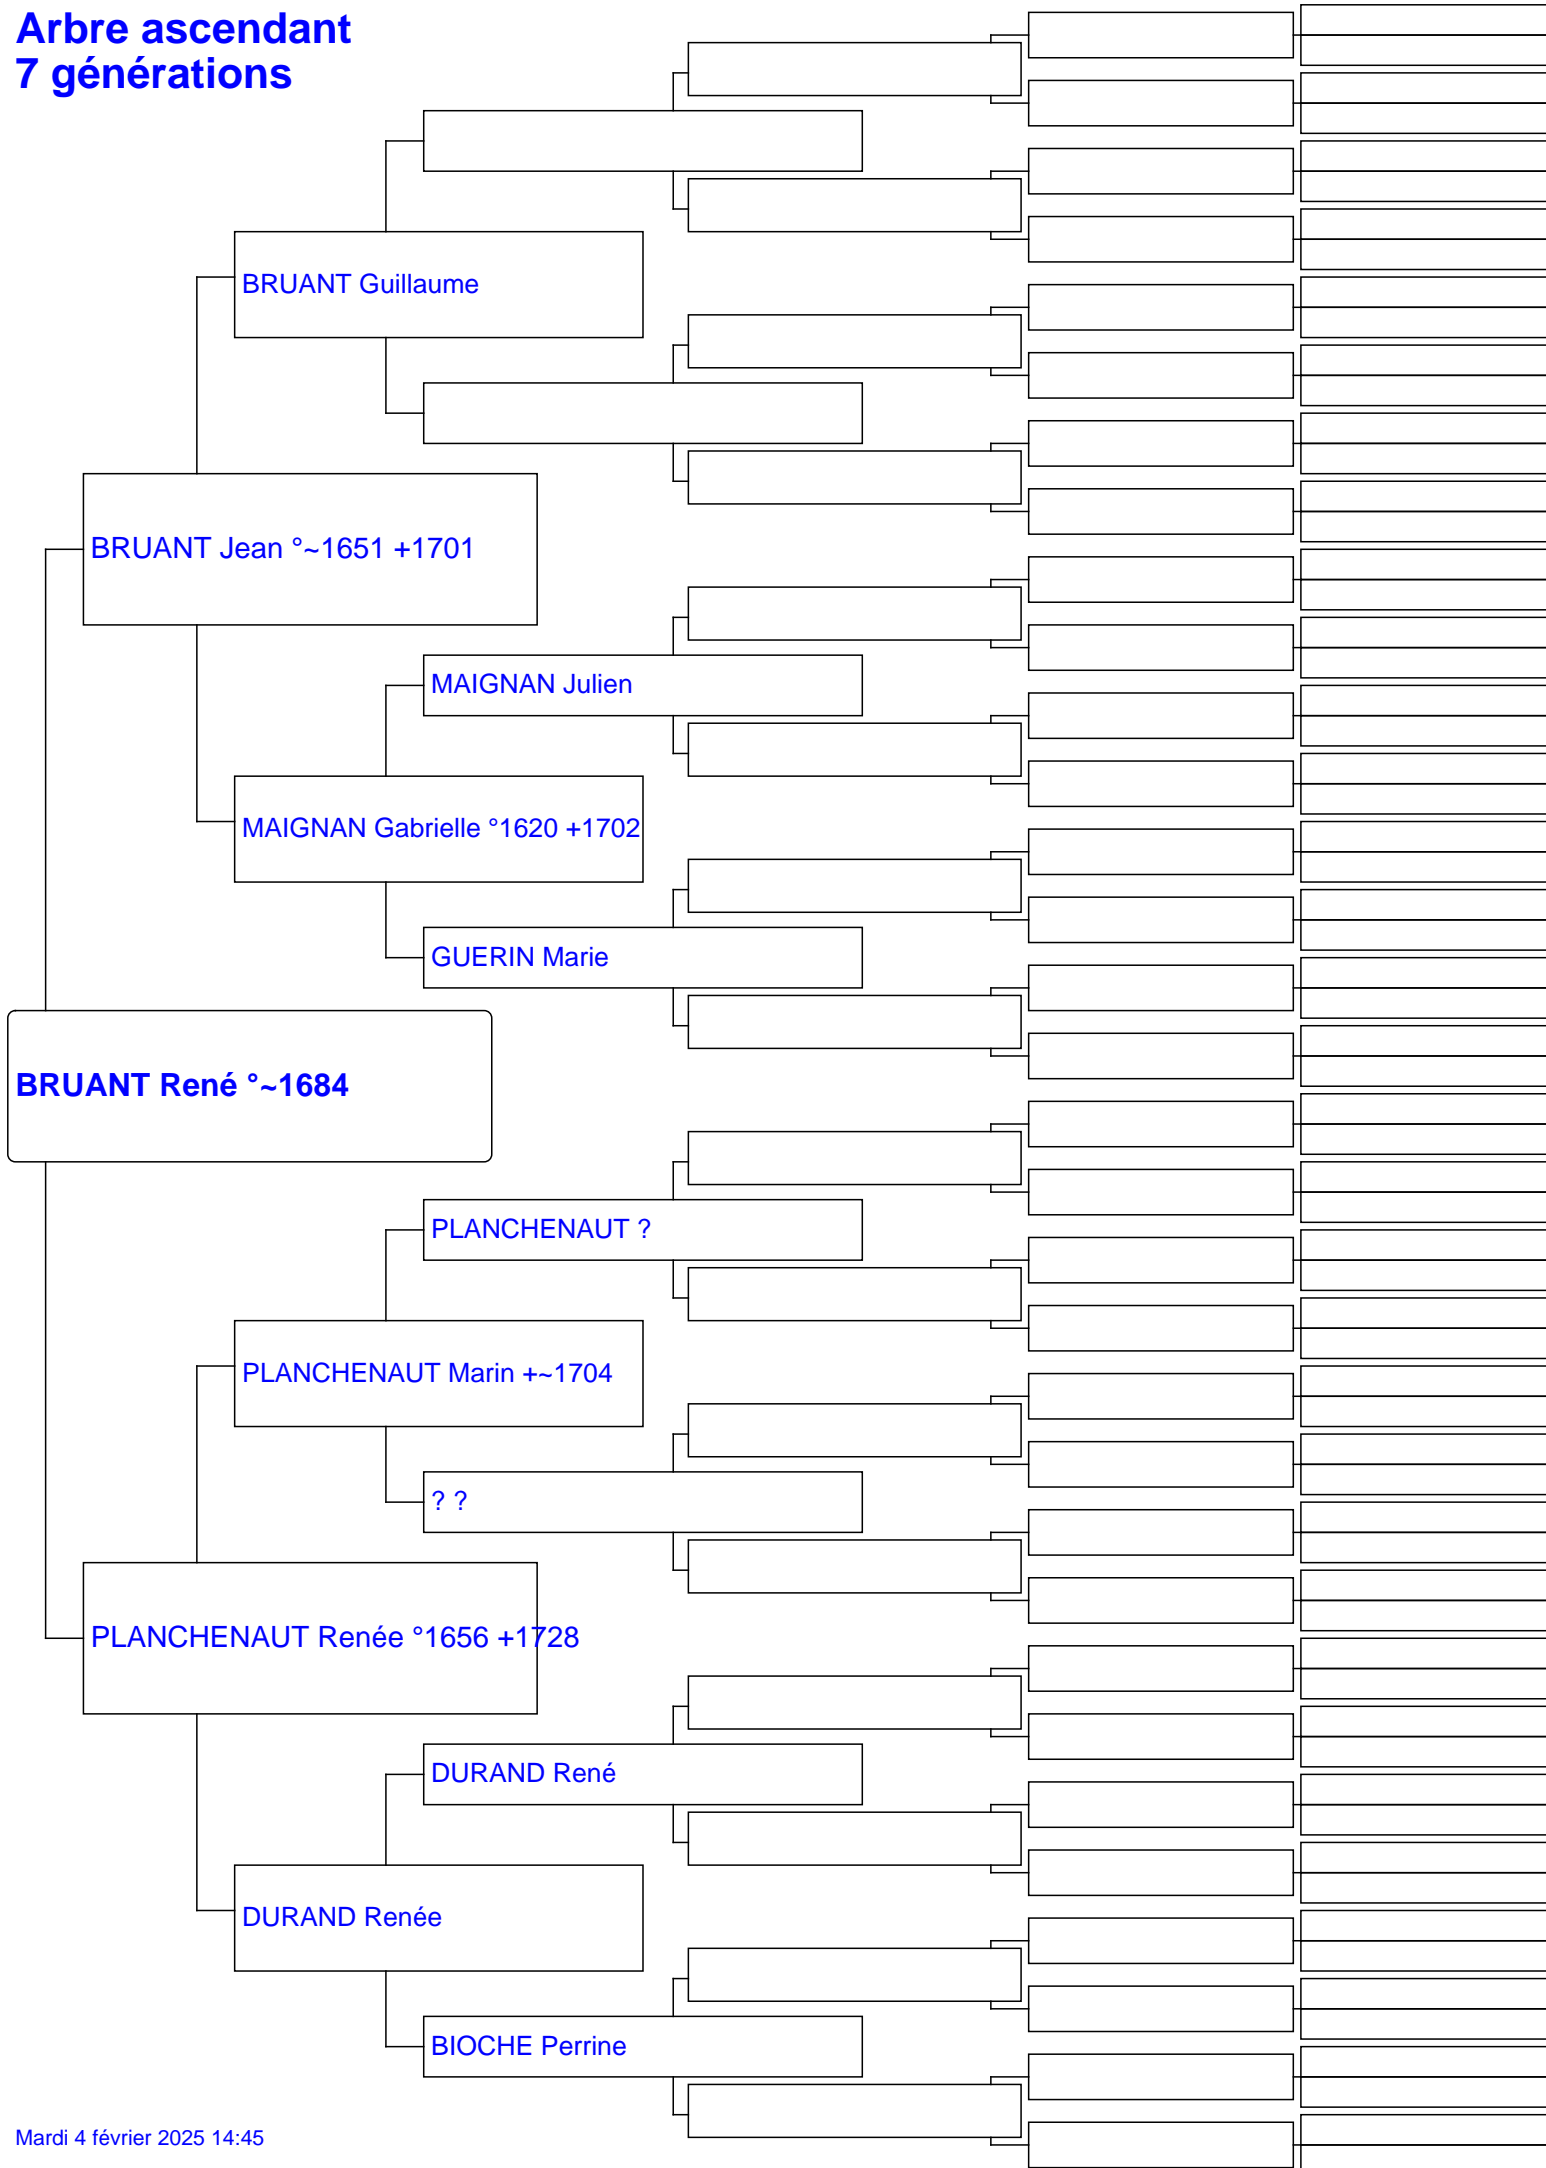 Arbre ascendant
7 générations
BRUANT Guillaume
BRUANT Jean °~1651 +1701
MAIGNAN Julien
MAIGNAN Gabrielle °1620 +1702
GUERIN Marie
BRUANT René °~1684
PLANCHENAUT ?
PLANCHENAUT Marin +~1704
? ?
PLANCHENAUT Renée °1656 +1728
DURAND René
DURAND Renée
BIOCHE Perrine
Mardi 4 février 2025 14:45